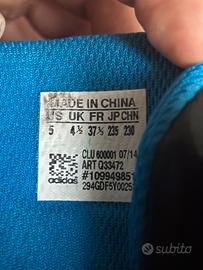 MADE IN CHINA
US UK FR JP CHN
5 4½ 37⅓ 235 230
CLU 600001 07/14
ART Q33472
#109949851
294GDF5Y0025
adidas
subito